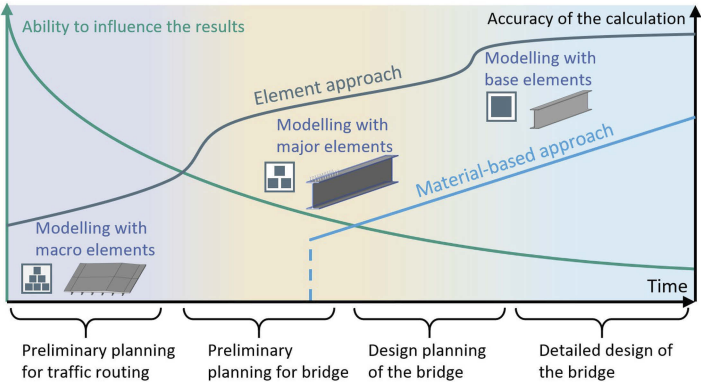 Ability to influence the results
Accuracy of the calculation
Element approach
Modelling with
base elements
Modelling with
major elements
Material-based approach
Modelling with
macro elements
Time
Preliminary planning
for traffic routing
Preliminary
planning for bridge
Design planning
of the bridge
Detailed design of
the bridge